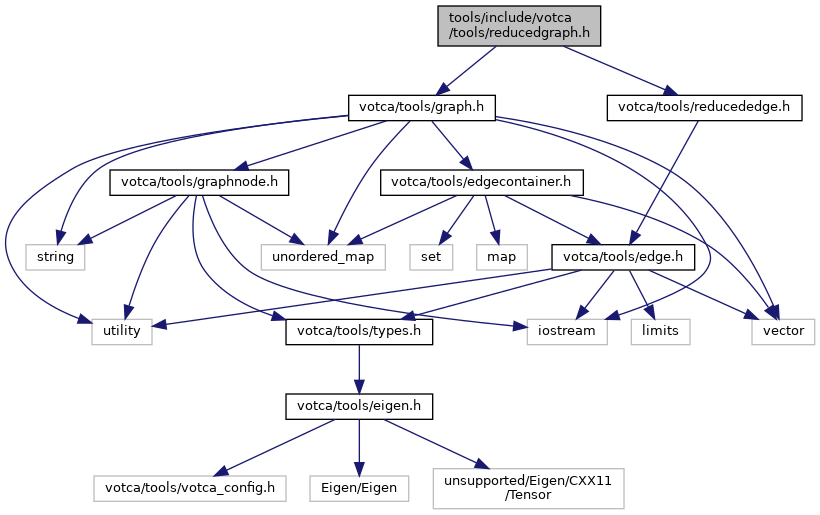 tools/include/votca
/tools/reducedgraph.h
votca/tools/graph.h
votca/tools/reducededge.h
votca/tools/graphnode.h
votca/tools/edgecontainer.h
string
unordered_map
set
map
votca/tools/edge.h
utility
votca/tools/types.h
iostream
limits
vector
votca/tools/eigen.h
votca/tools/votca_config.h
Eigen/Eigen
unsupported/Eigen/CXX11
/Tensor